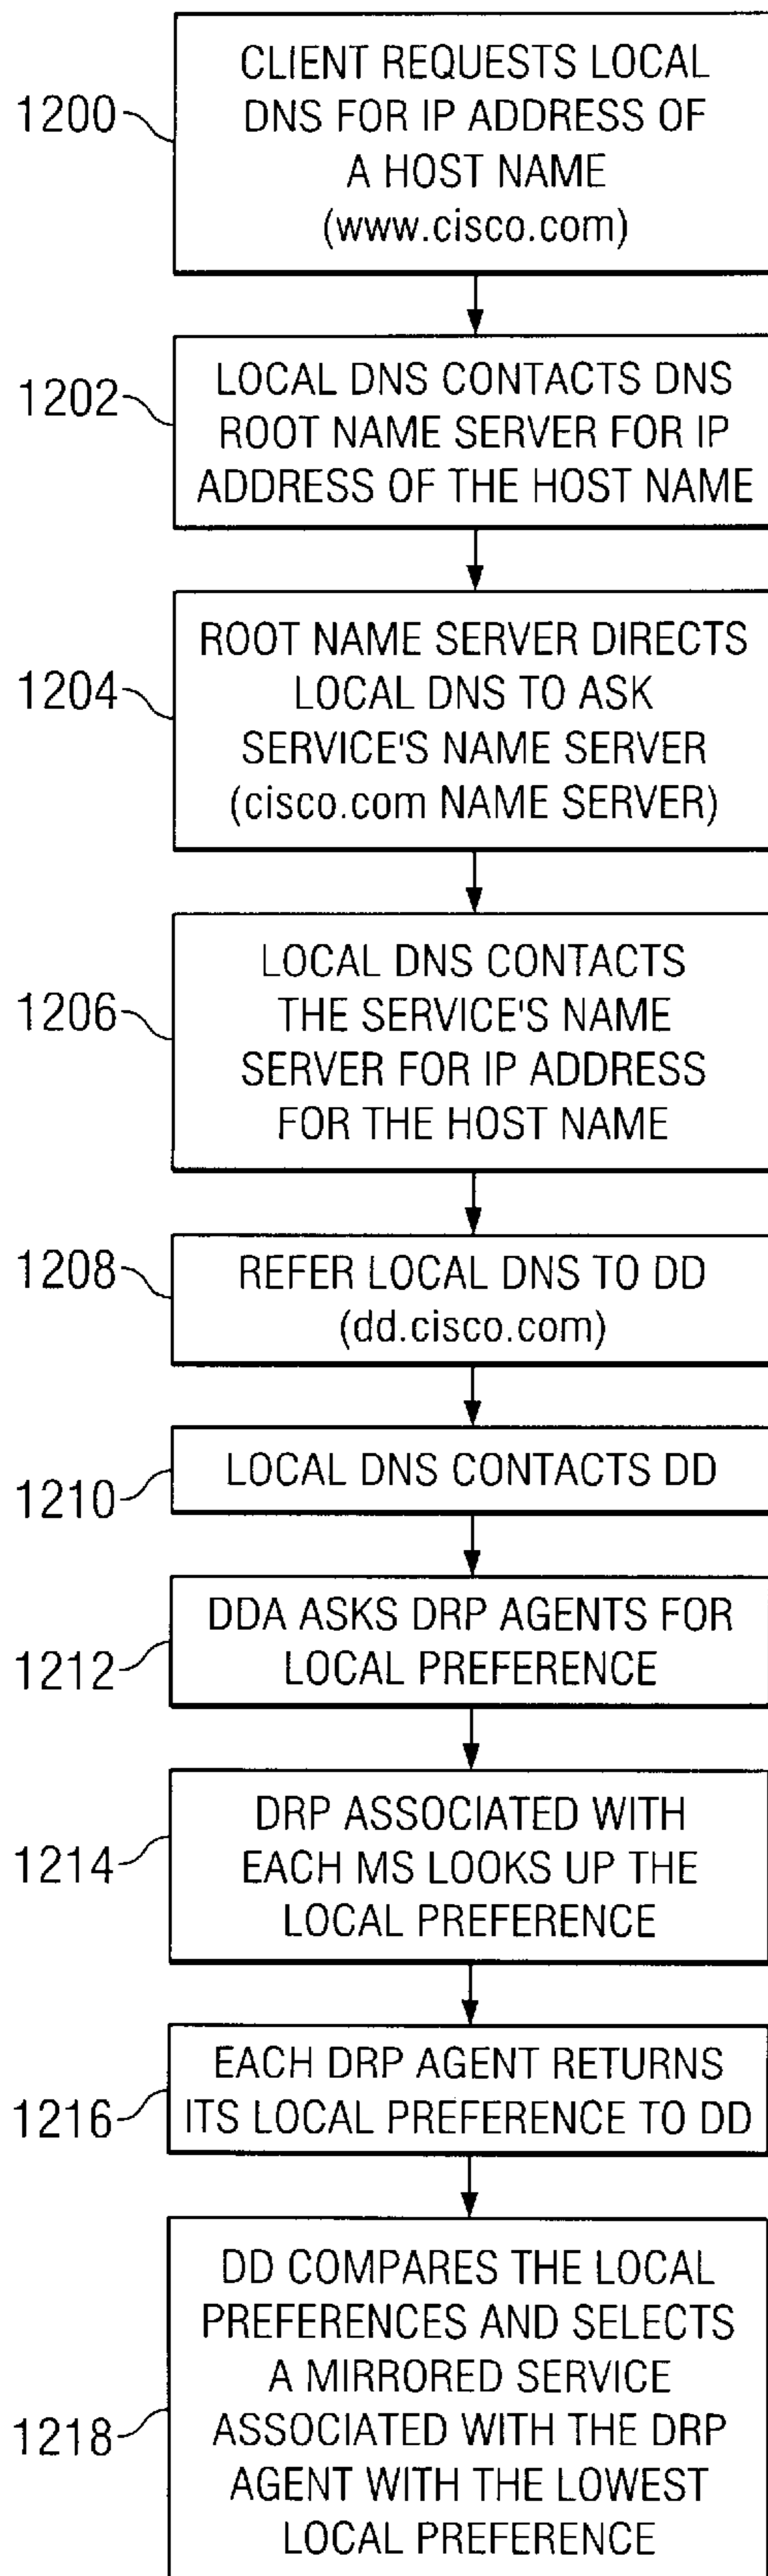 1200
CLIENT REQUESTS LOCAL
DNS FOR IP ADDRESS OF
A HOST NAME
(www.cisco.com)
1202
LOCAL DNS CONTACTS DNS
ROOT NAME SERVER FOR IP
ADDRESS OF THE HOST NAME
1204
ROOT NAME SERVER DIRECTS
LOCAL DNS TO ASK
SERVICE'S NAME SERVER
(cisco.com NAME SERVER)
1206
LOCAL DNS CONTACTS
THE SERVICE'S NAME
SERVER FOR IP ADDRESS
FOR THE HOST NAME
1208
REFER LOCAL DNS TO DD
(dd.cisco.com)
1210
LOCAL DNS CONTACTS DD
1212
DDA ASKS DRP AGENTS FOR
LOCAL PREFERENCE
1214
DRP ASSOCIATED WITH
EACH MS LOOKS UP THE
LOCAL PREFERENCE
1216
EACH DRP AGENT RETURNS
ITS LOCAL PREFERENCE TO DD
1218
DD COMPARES THE LOCAL
PREFERENCES AND SELECTS
A MIRRORED SERVICE
ASSOCIATED WITH THE DRP
AGENT WITH THE LOWEST
LOCAL PREFERENCE